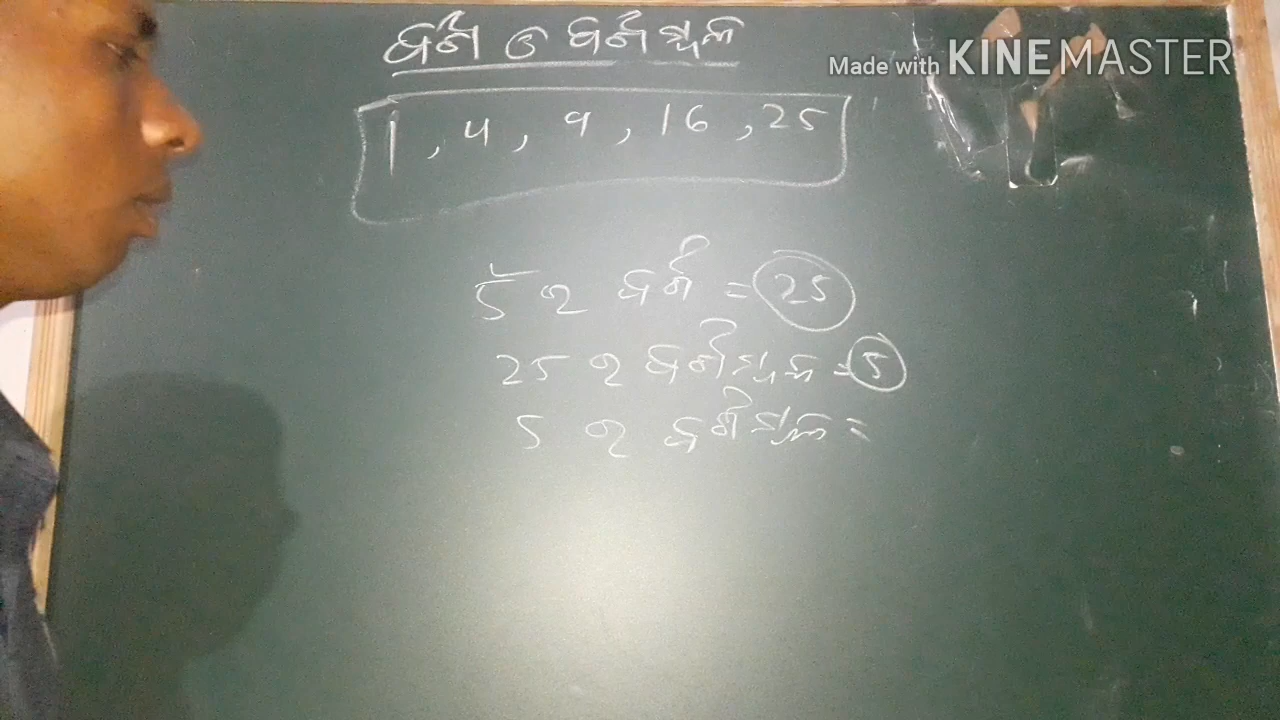 ବର୍ଗ ଓ ବର୍ଗମୂଳ
Made with KINEMASTER
1, 4, 9, 16, 25
5 ର ବର୍ଗ = 25
25 ର ବର୍ଗମୂଳ = 5
5 ର ବର୍ଗମୂଳ =